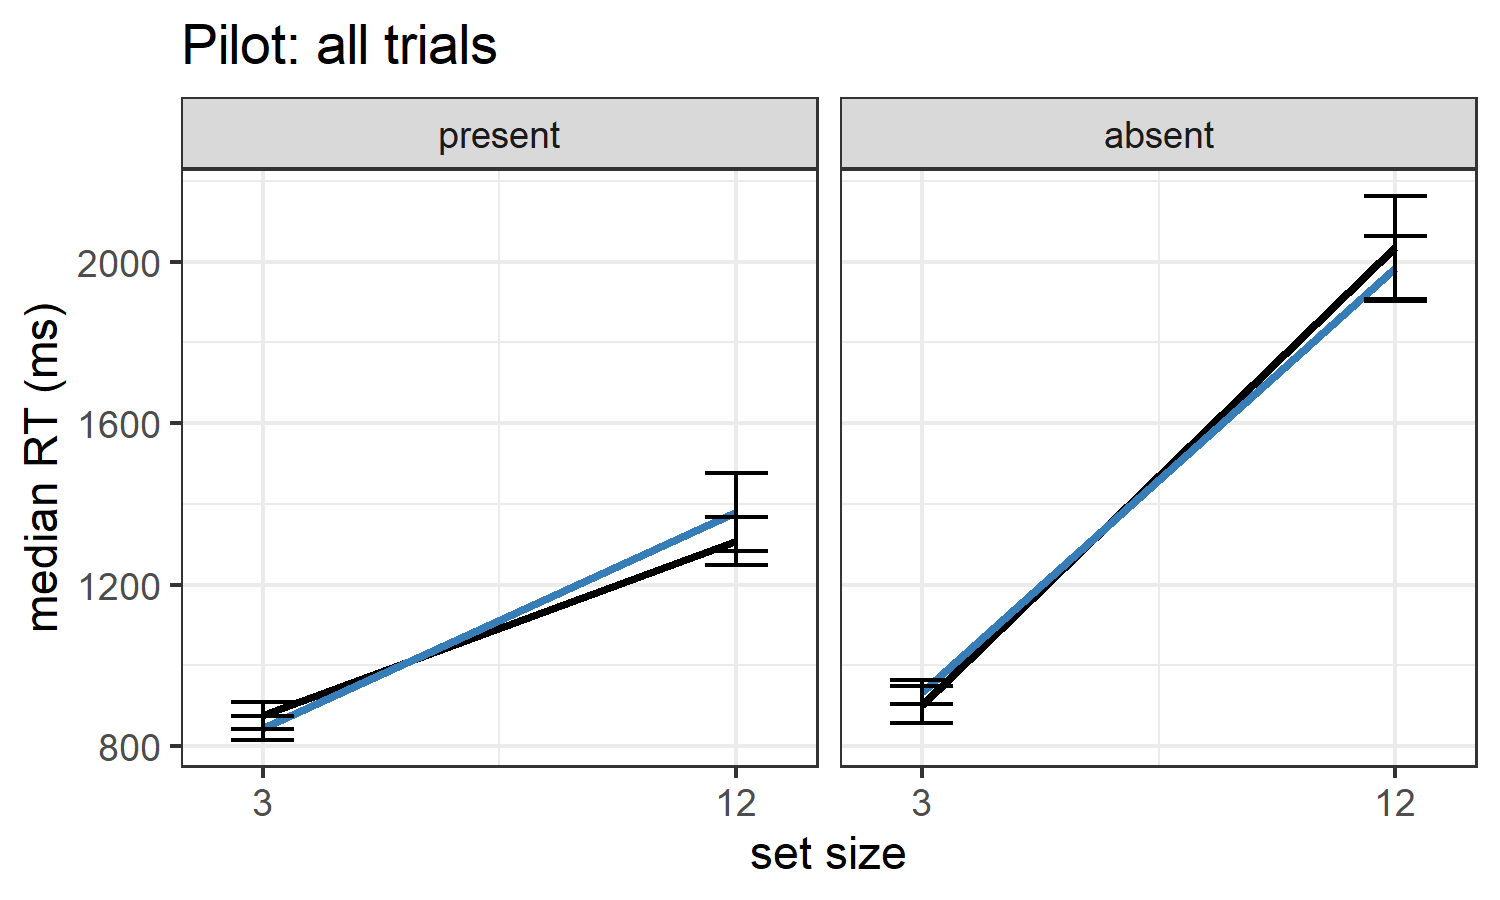 Pilot: all trials
present
absent
median RT (ms)
2000
1600
1200
800
3
12
3
12
set size